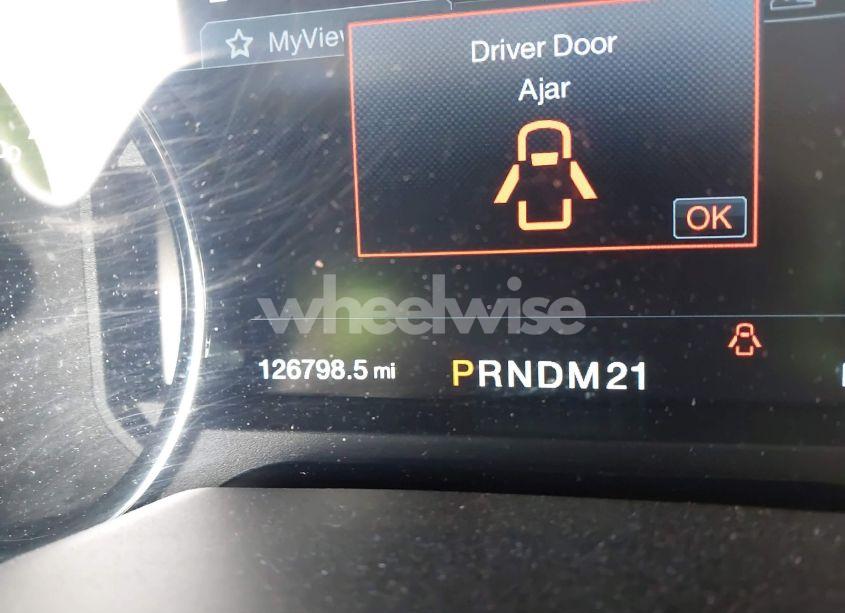 MyView
Driver Door
Ajar
OK
wheelwise
126798.5 mi
PRNDM21